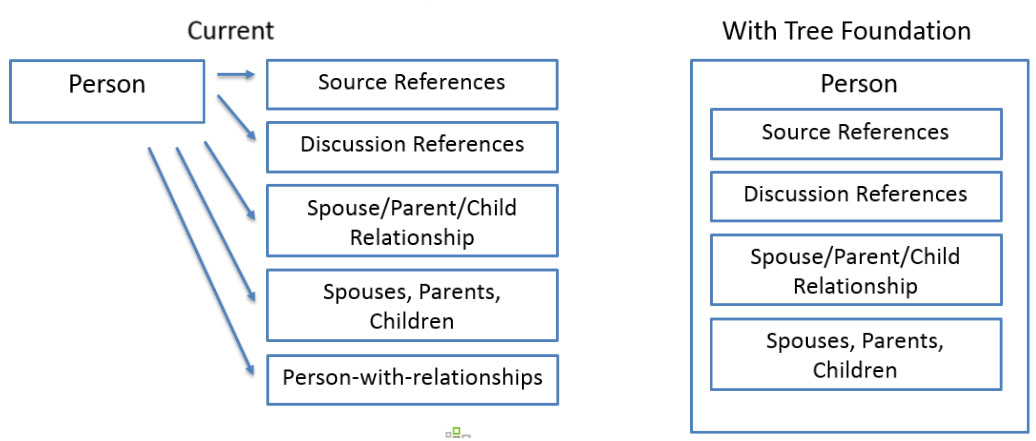 Current
Person
Source References
Discussion References
Spouse/Parent/Child
Relationship
Spouses, Parents,
Children
Person-with-relationships
With Tree Foundation
Person
Source References
Discussion References
Spouse/Parent/Child
Relationship
Spouses, Parents,
Children